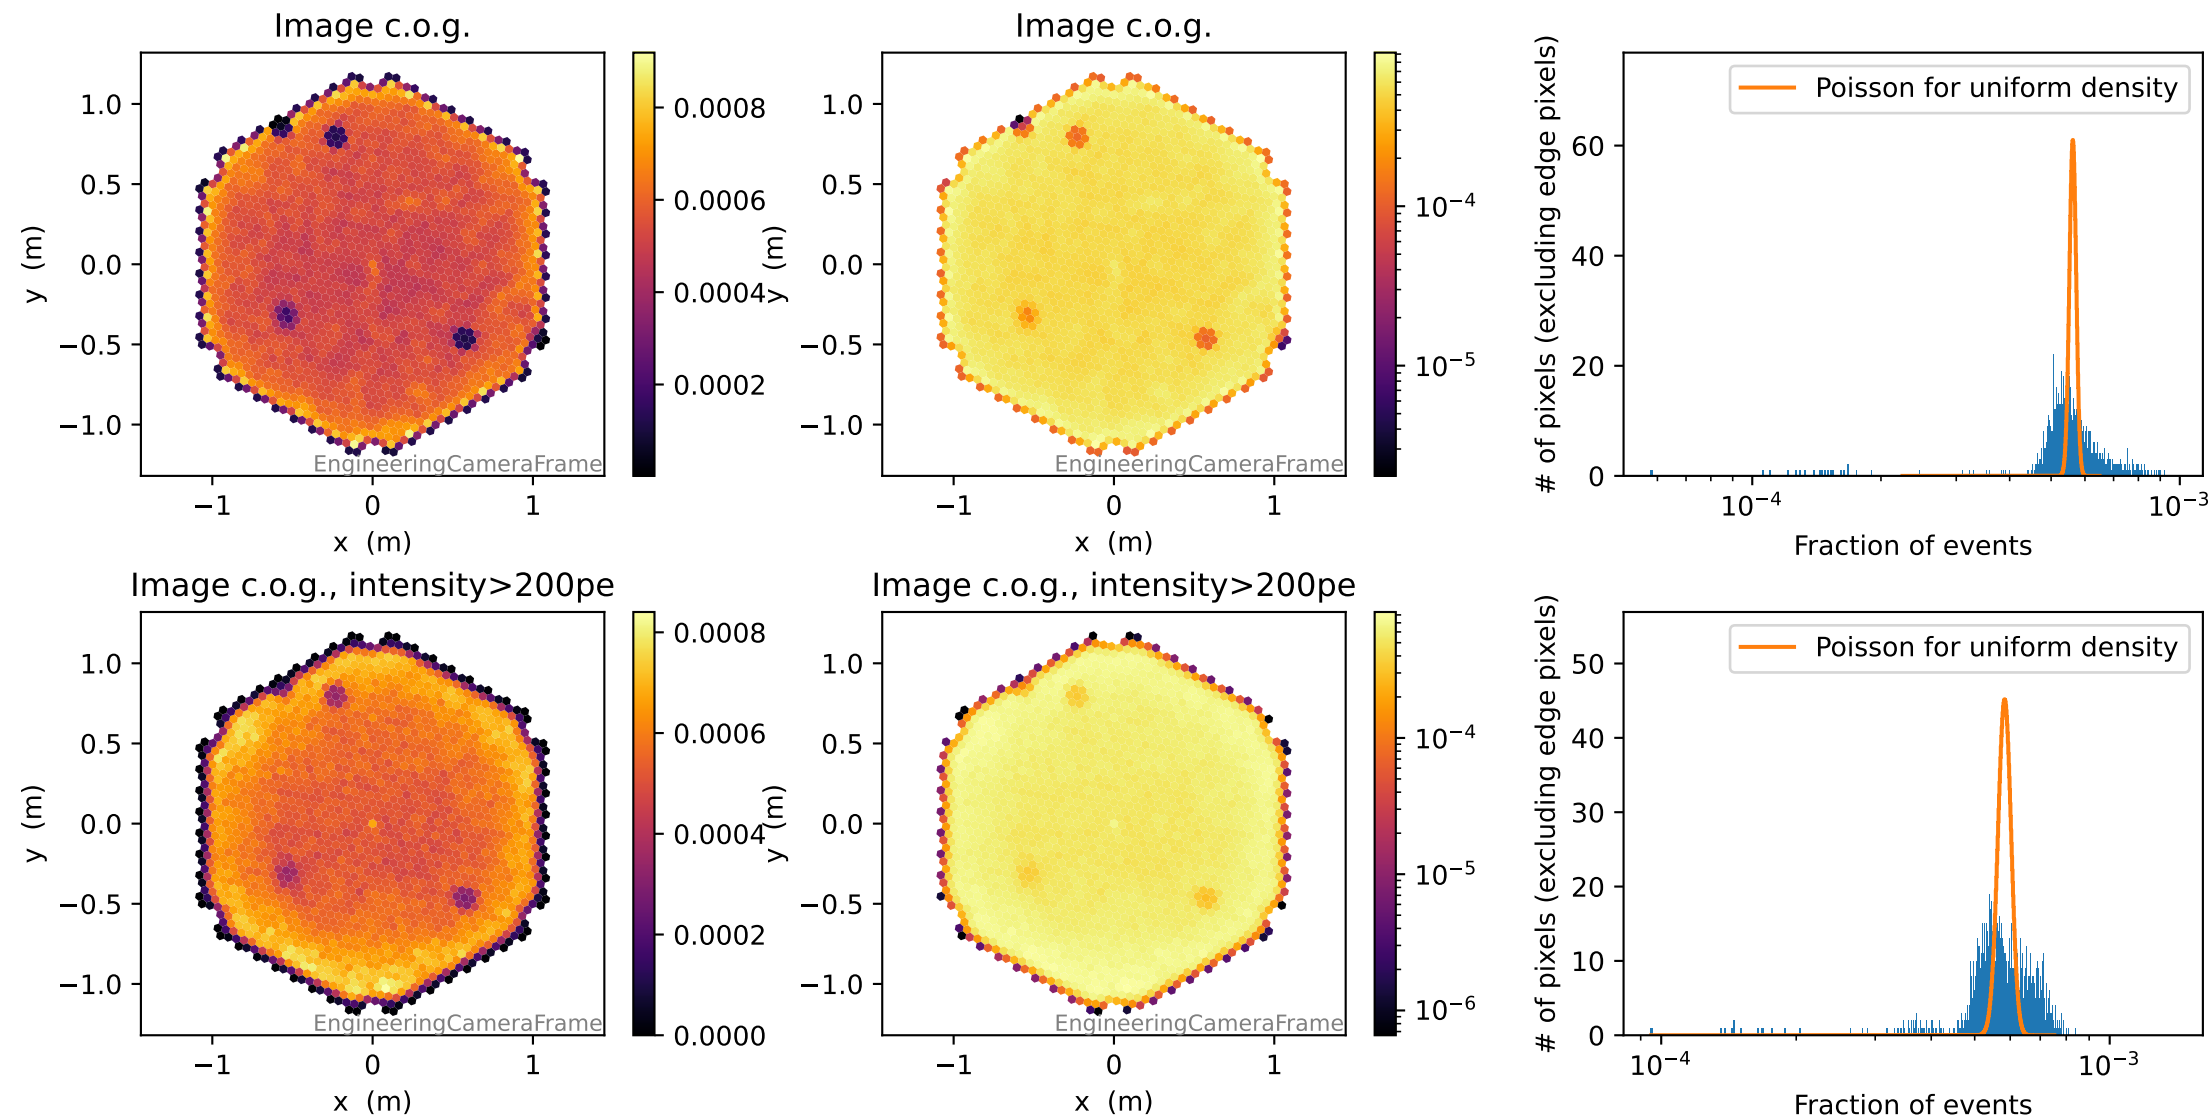 Image c.o.g.
1.0
0.5
0.0
−0.5
−1.0
y (m)
−1
0
1
x (m)
EngineeringCameraFrame
0.0008
0.0006
0.0004
0.0002
Image c.o.g.
1.0
0.5
0.0
−0.5
−1.0
y (m)
−1
0
1
x (m)
EngineeringCameraFrame
10⁻⁴
10⁻⁵
# of pixels (excluding edge pixels)
60
40
20
0
Poisson for uniform density
10⁻⁴
10⁻³
Fraction of events
Image c.o.g., intensity>200pe
1.0
0.5
0.0
−0.5
−1.0
y (m)
−1
0
1
x (m)
EngineeringCameraFrame
0.0008
0.0006
0.0004
0.0002
0.0000
Image c.o.g., intensity>200pe
1.0
0.5
0.0
−0.5
−1.0
y (m)
−1
0
1
x (m)
EngineeringCameraFrame
10⁻⁴
10⁻⁵
10⁻⁶
# of pixels (excluding edge pixels)
50
40
30
20
10
0
Poisson for uniform density
10⁻⁴
10⁻³
Fraction of events